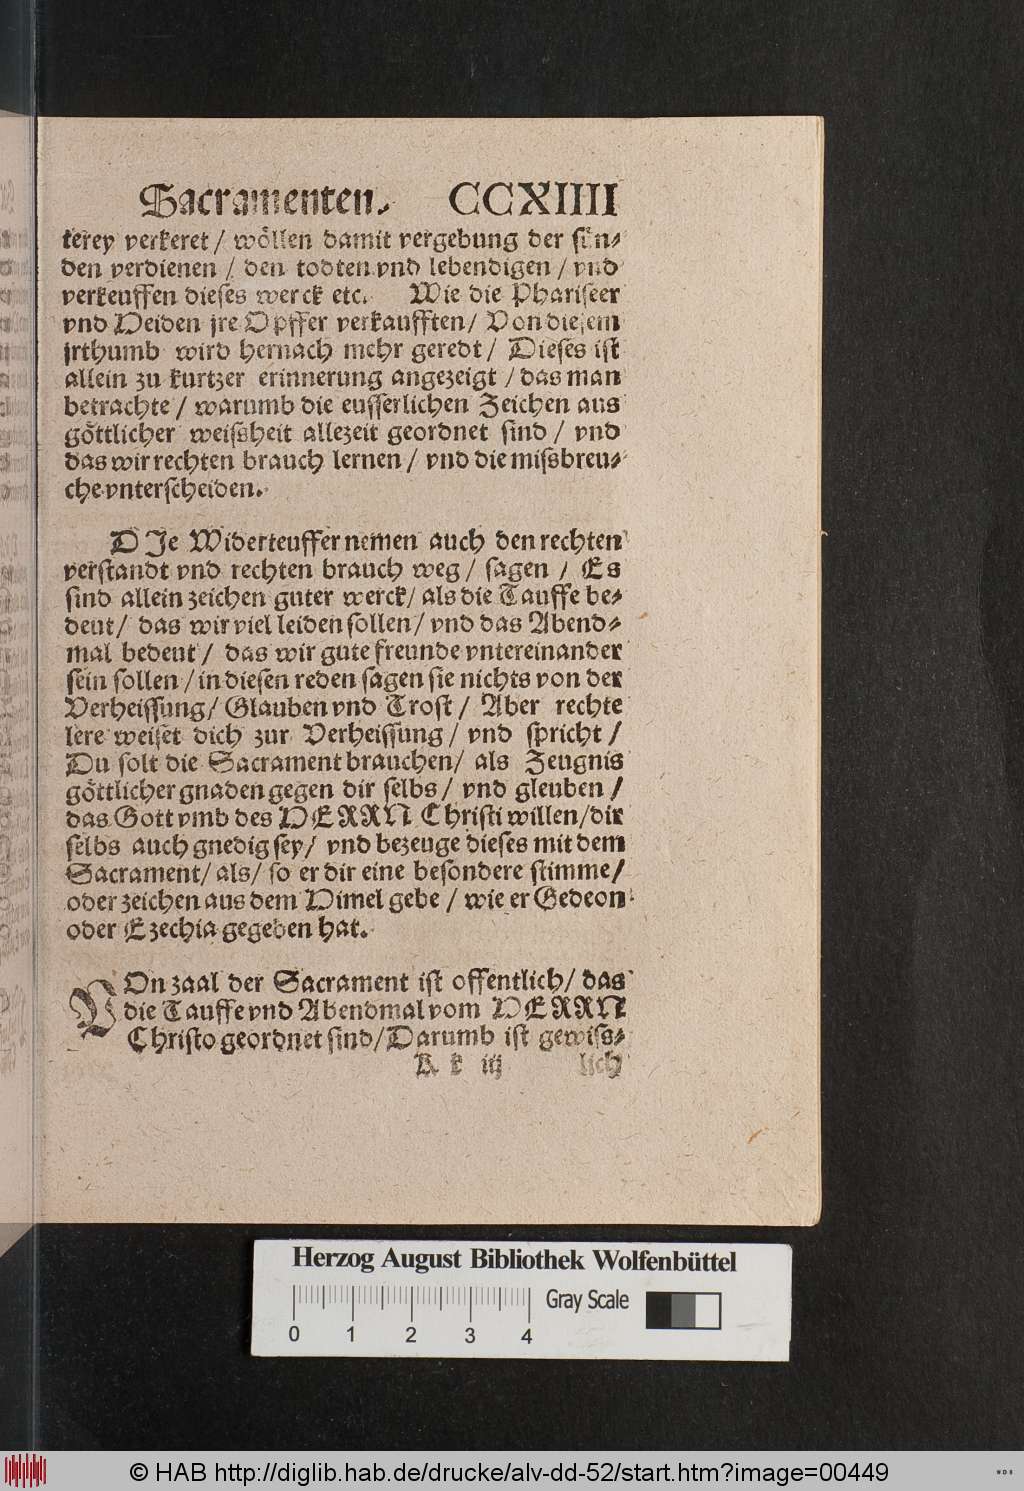 Sacramenten. CCXIIII
kerey verkeret / wöllen damit vergebung der sün-
den verdienen / den todten vnd lebendigen / vnd
verkeuffen dieses werck etc. Wie die Phariseer
vnd Heiden jre Opffer verkaufften / Von diesem
jrthumb wird hernach mehr geredt / Dieses ist
allein zu kurtzer erinnerung angezeigt / das man
betrachte / warumb die eusserlichen Zeichen aus
göttlicher weissheit allezeit geordnet sind / vnd
das wir rechten brauch lernen / vnd die missbreu-
che vnterscheiden.
DJe Widerteuffer nemen auch den rechten
verstandt vnd rechten brauch weg / sagen / Es
sind allein zeichen guter werck / als die Tauffe be-
deut / das wir viel leiden sollen / vnd das Abend-
mal bedeut / das wir gute freunde vntereinander
sein sollen / in diesen reden sagen sie nichts von der
Verheissung / Glauben vnd Trost / Aber rechte
lere weiset dich zur Verheissung / vnd spricht /
Du solt die Sacrament brauchen / als Zeugnis
göttlicher gnaden gegen dir selbs / vnd gleuben /
das Gott vmb des HERRN Christi willen / dir
selbs auch gnedig sey / vnd bezeuge dieses mit dem
Sacrament / als / so er dir eine besondere stimme /
oder zeichen aus dem Himel gebe / wie er Gedeon
oder Ezechia gegeben hat.
VOn zaal der Sacrament ist offentlich / das
die Tauffe vnd Abendmal vom HERRN
Christo geordnet sind / Darumb ist gewiss-
K k iij lich
Herzog August Bibliothek Wolfenbüttel
Gray Scale
0 1 2 3 4
© HAB http://diglib.hab.de/drucke/alv-dd-52/start.htm?image=00449